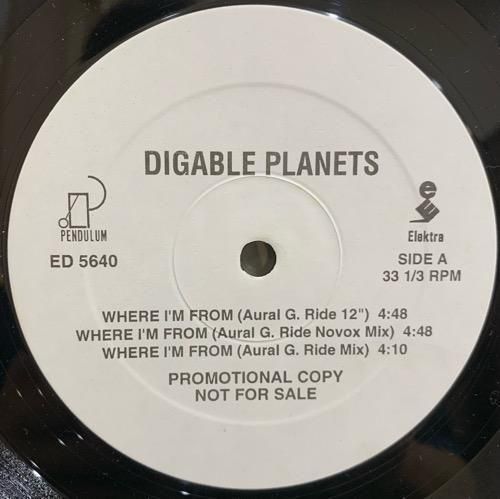 DIGABLE PLANETS
PENDULUM
Elektra
ED 5640
SIDE A
33 1/3 RPM
WHERE I'M FROM (Aural G. Ride 12") 4:48
WHERE I'M FROM (Aural G. Ride Novox Mix) 4:48
WHERE I'M FROM (Aural G. Ride Mix) 4:10
PROMOTIONAL COPY
NOT FOR SALE